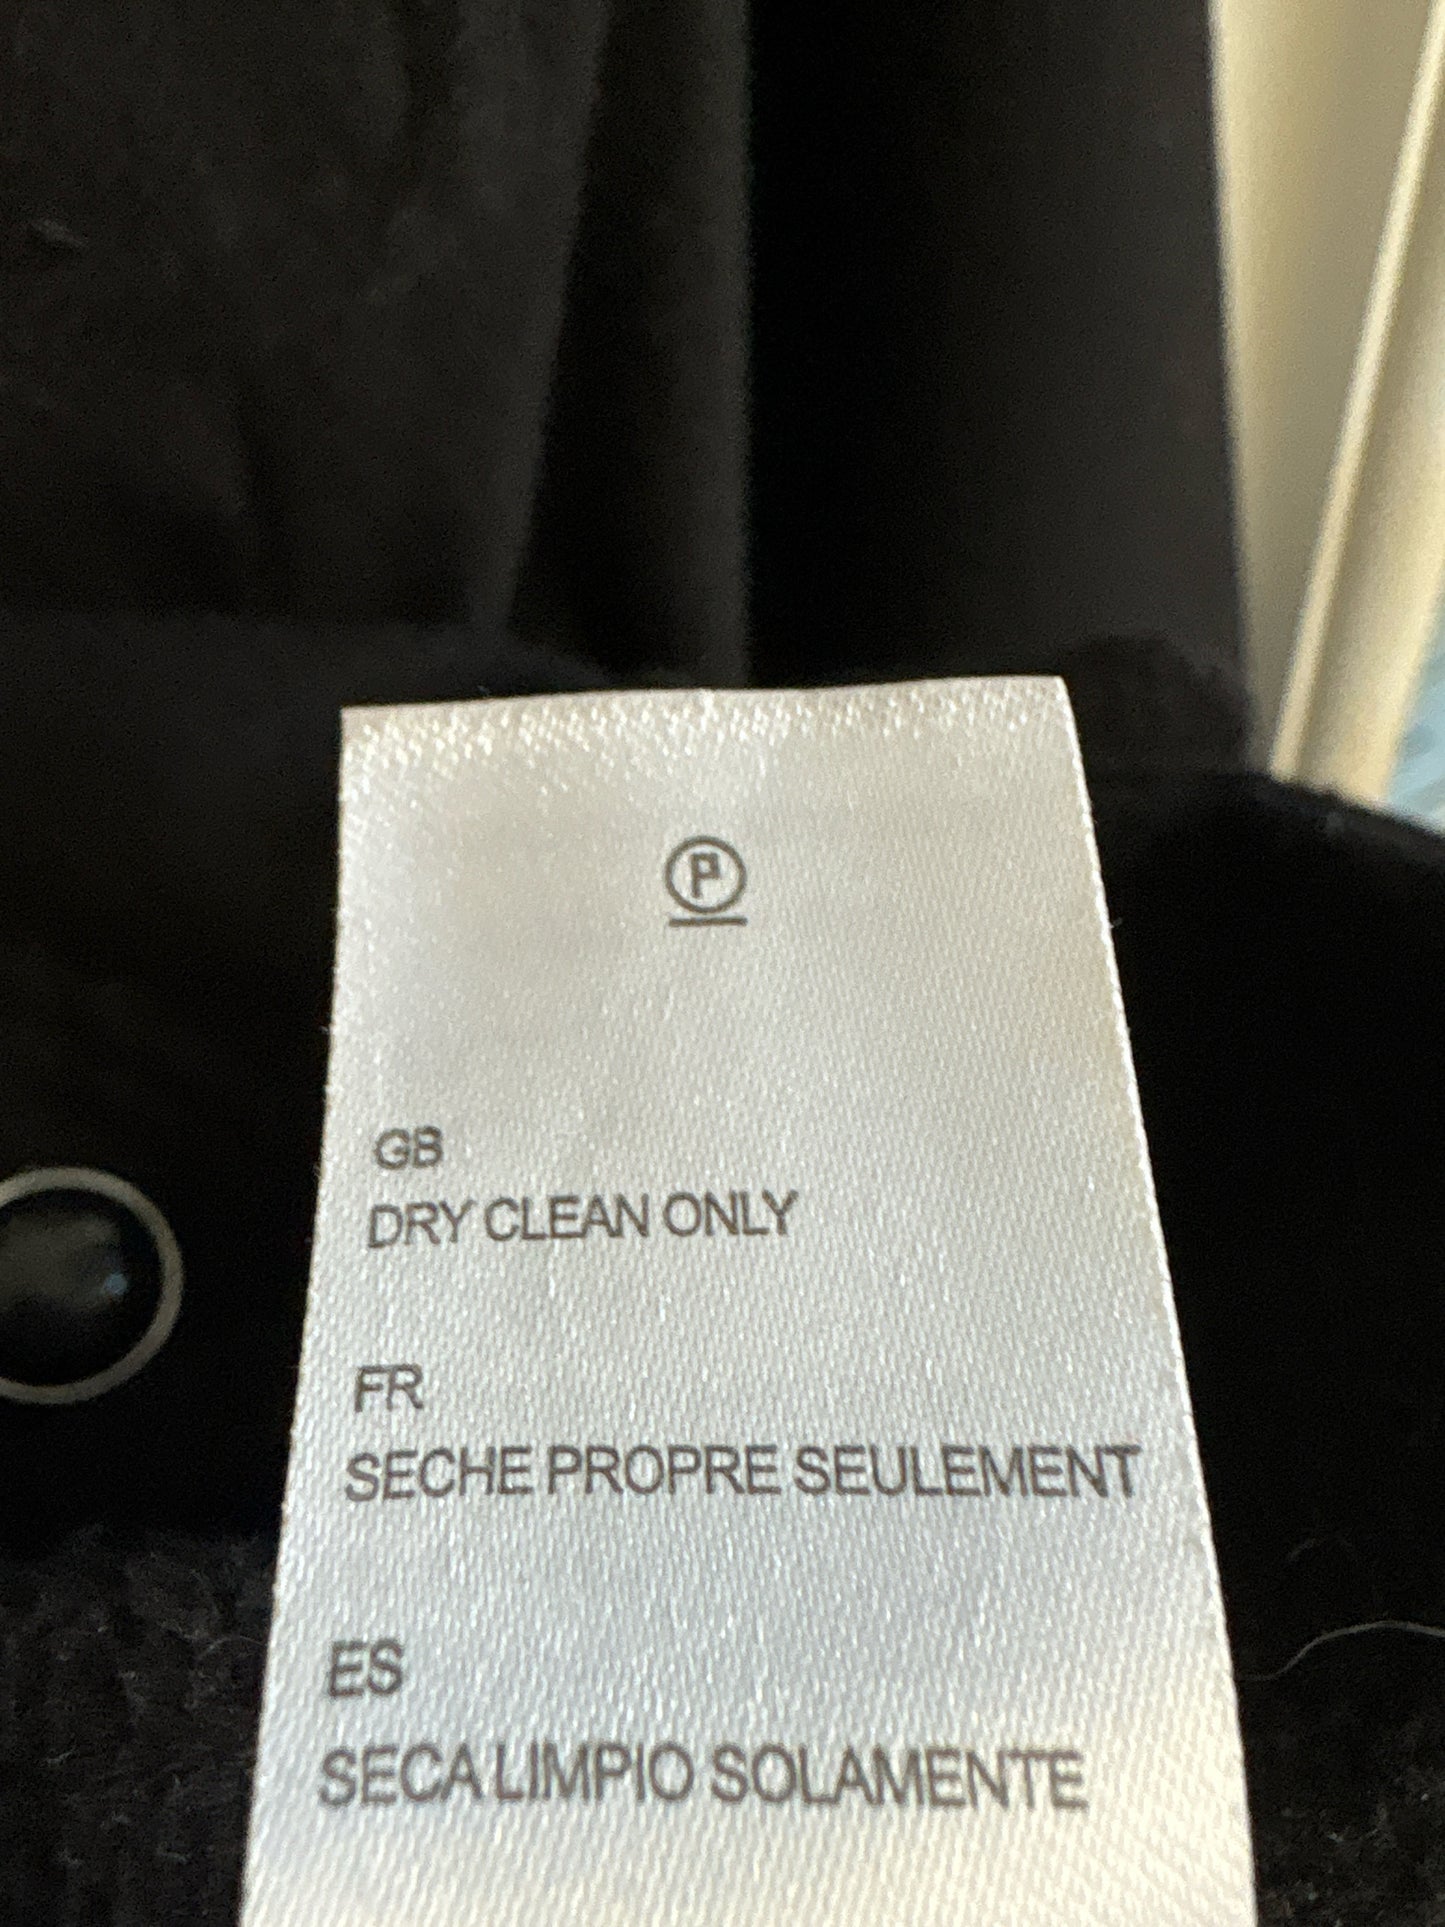 P
GB
DRY CLEAN ONLY
FR
SECHE PROPRE SEULEMENT
ES
SECA LIMPIO SOLAMENTE